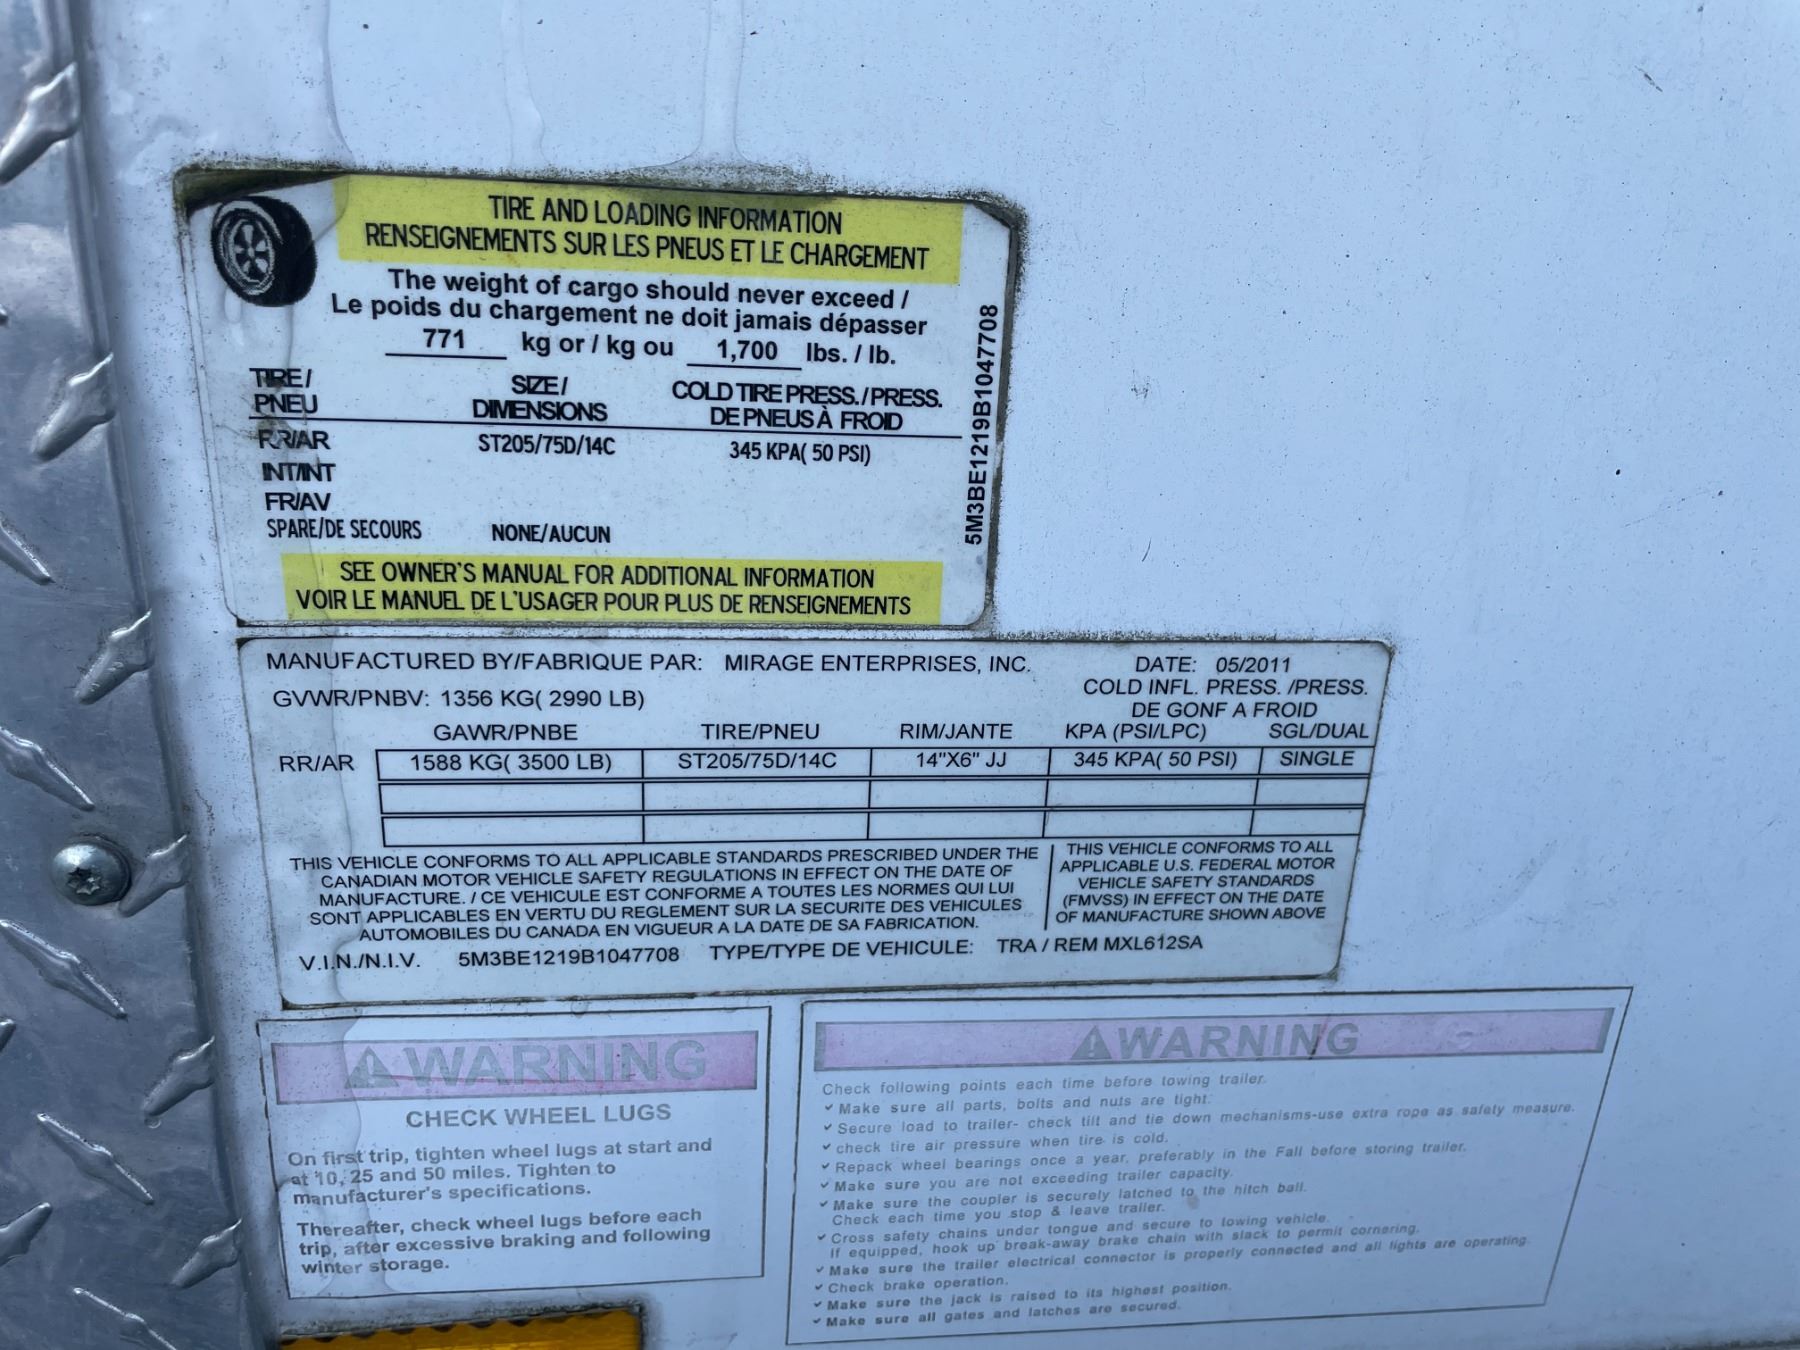 TIRE AND LOADING INFORMATION
RENSEIGNEMENTS SUR LES PNEUS ET LE CHARGEMENT
The weight of cargo should never exceed /
Le poids du chargement ne doit jamais dépasser
771 kg or / kg ou 1,700 lbs. / lb.
TIRE / SIZE / COLD TIRE PRESS. / PRESS.
PNEU DIMENSIONS DE PNEUS À FROID
RR/AR ST205/75D/14C 345 KPA( 50 PSI)
INT/INT
FR/AV
SPARE/DE SECOURS NONE/AUCUN
5M3BE1219B1047708
SEE OWNER'S MANUAL FOR ADDITIONAL INFORMATION
VOIR LE MANUEL DE L'USAGER POUR PLUS DE RENSEIGNEMENTS
MANUFACTURED BY/FABRIQUE PAR: MIRAGE ENTERPRISES, INC. DATE: 05/2011
GVWR/PNBV: 1356 KG( 2990 LB) COLD INFL. PRESS. /PRESS.
DE GONF A FROID
GAWR/PNBE TIRE/PNEU RIM/JANTE KPA (PSI/LPC) SGL/DUAL
RR/AR 1588 KG( 3500 LB) ST205/75D/14C 14"X6" JJ 345 KPA( 50 PSI) SINGLE
THIS VEHICLE CONFORMS TO ALL APPLICABLE STANDARDS PRESCRIBED UNDER THE
CANADIAN MOTOR VEHICLE SAFETY REGULATIONS IN EFFECT ON THE DATE OF
MANUFACTURE. / CE VEHICULE EST CONFORME A TOUTES LES NORMES QUI LUI
SONT APPLICABLES EN VERTU DU REGLEMENT SUR LA SECURITE DES VEHICULES
AUTOMOBILES DU CANADA EN VIGUEUR A LA DATE DE SA FABRICATION.
THIS VEHICLE CONFORMS TO ALL
APPLICABLE U.S. FEDERAL MOTOR
VEHICLE SAFETY STANDARDS
(FMVSS) IN EFFECT ON THE DATE
OF MANUFACTURE SHOWN ABOVE
V.I.N./N.I.V. 5M3BE1219B1047708 TYPE/TYPE DE VEHICULE: TRA / REM MXL612SA
WARNING
CHECK WHEEL LUGS
On first trip, tighten wheel lugs at start and
at 10, 25 and 50 miles. Tighten to
manufacturer's specifications.
Thereafter, check wheel lugs before each
trip, after excessive braking and following
winter storage.
WARNING
Check following points each time before towing trailer.
✓ Make sure all parts, bolts and nuts are tight.
✓ Secure load to trailer- check tilt and tie down mechanisms-use extra rope as safety measure.
✓ check tire air pressure when tire is cold.
✓ Repack wheel bearings once a year, preferably in the Fall before storing trailer.
✓ Make sure you are not exceeding trailer capacity.
✓ Make sure the coupler is securely latched to the hitch ball.
Check each time you stop & leave trailer.
✓ Cross safety chains under tongue and secure to towing vehicle.
If equipped, hook up break-away brake chain with slack to permit cornering.
✓ Make sure the trailer electrical connector is properly connected and all lights are operating.
✓ Check brake operation.
✓ Make sure the jack is raised to its highest position.
✓ Make sure all gates and latches are secured.